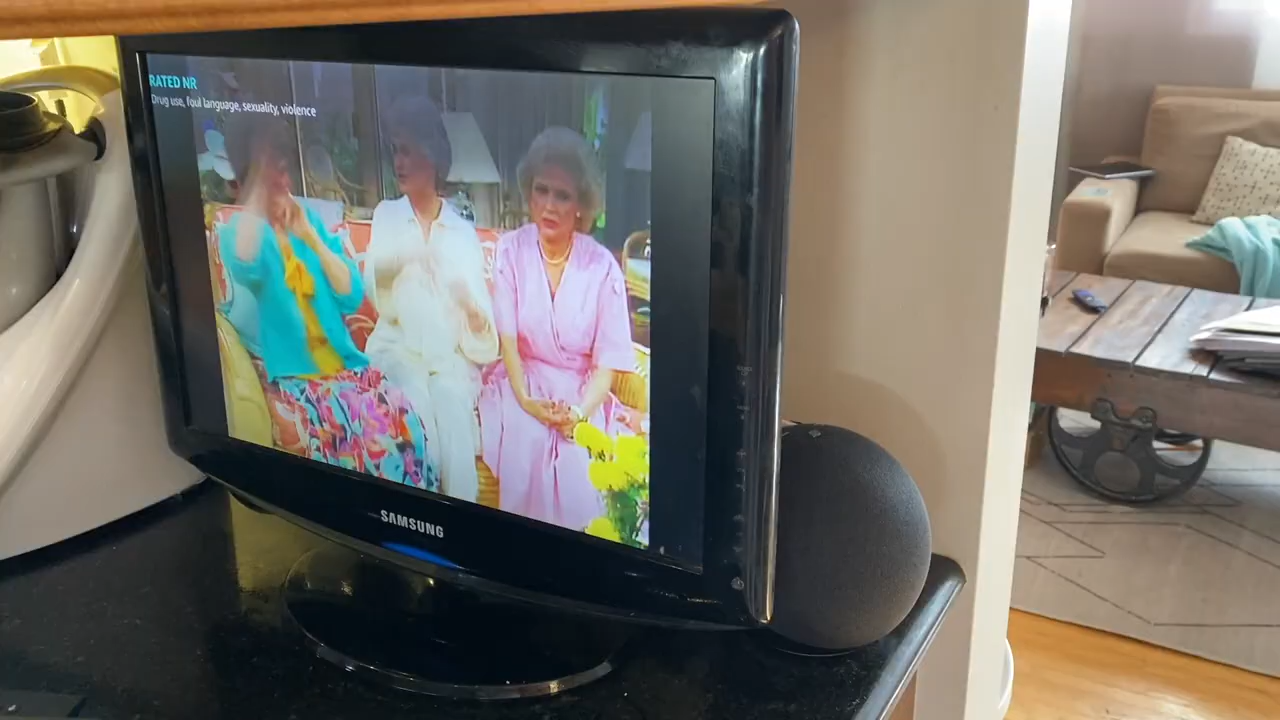 RATED NR
Drug use, foul language, sexuality, violence
SAMSUNG